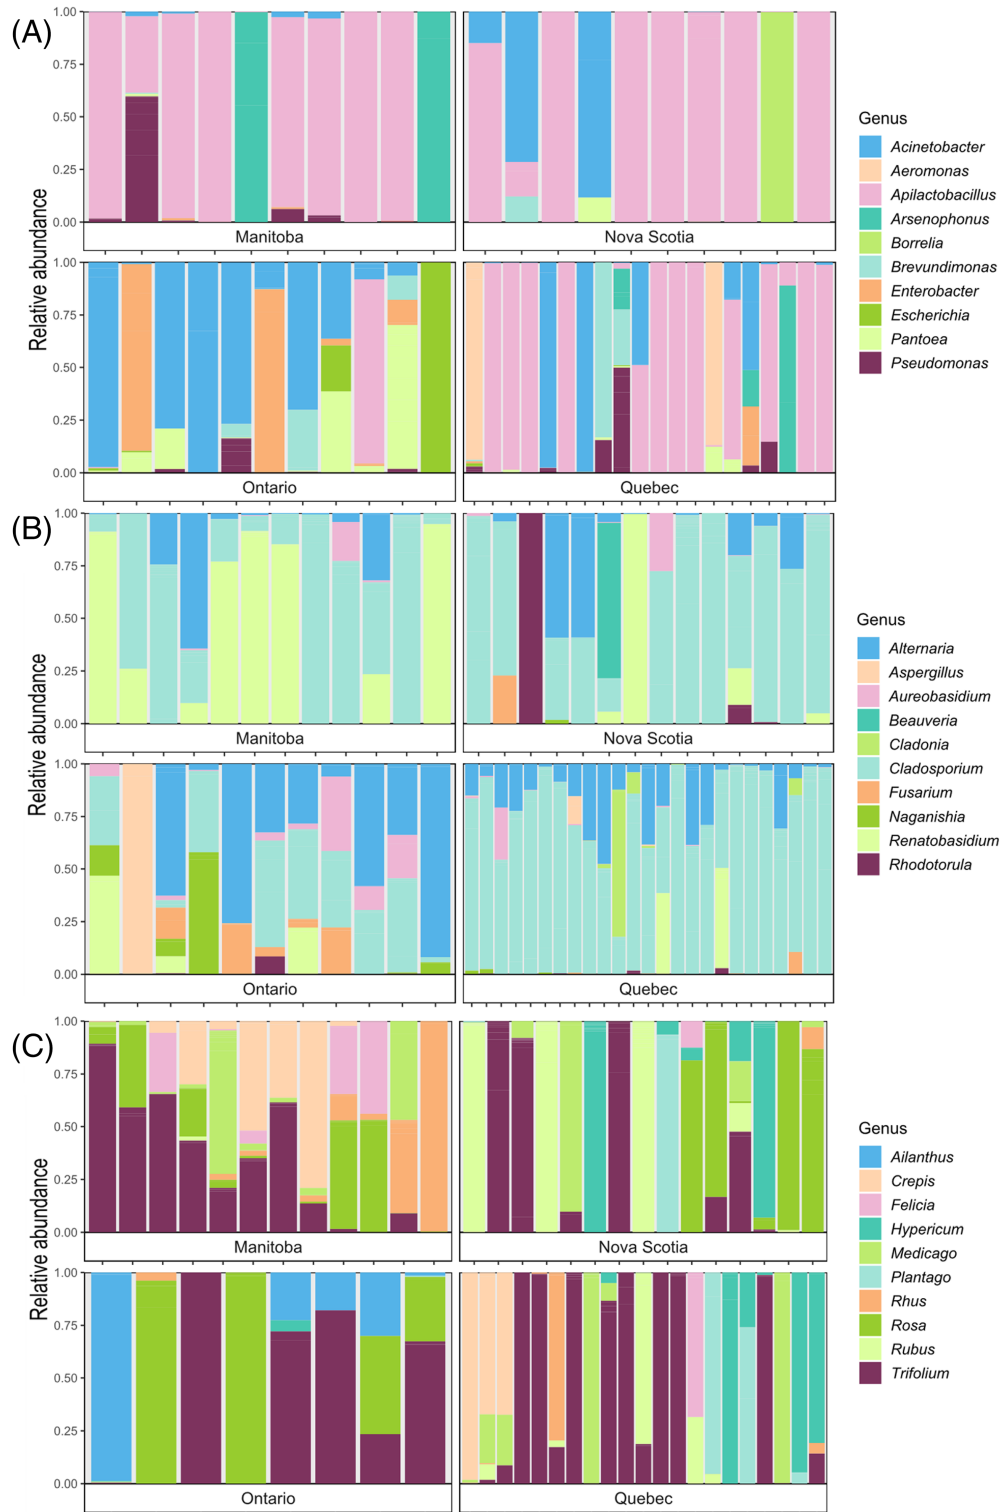 (A)
Relative abundance
1.00
0.75
0.50
0.25
0.00
Manitoba
Nova Scotia
1.00
0.75
0.50
0.25
0.00
Ontario
Quebec
Genus
Acinetobacter
Aeromonas
Apilactobacillus
Arsenophonus
Borrelia
Brevundimonas
Enterobacter
Escherichia
Pantoea
Pseudomonas
(B)
Relative abundance
1.00
0.75
0.50
0.25
0.00
Manitoba
Nova Scotia
1.00
0.75
0.50
0.25
0.00
Ontario
Quebec
Genus
Alternaria
Aspergillus
Aureobasidium
Beauveria
Cladonia
Cladosporium
Fusarium
Naganishia
Renatobasidium
Rhodotorula
(C)
Relative abundance
1.00
0.75
0.50
0.25
0.00
Manitoba
Nova Scotia
1.00
0.75
0.50
0.25
0.00
Ontario
Quebec
Genus
Ailanthus
Crepis
Felicia
Hypericum
Medicago
Plantago
Rhus
Rosa
Rubus
Trifolium